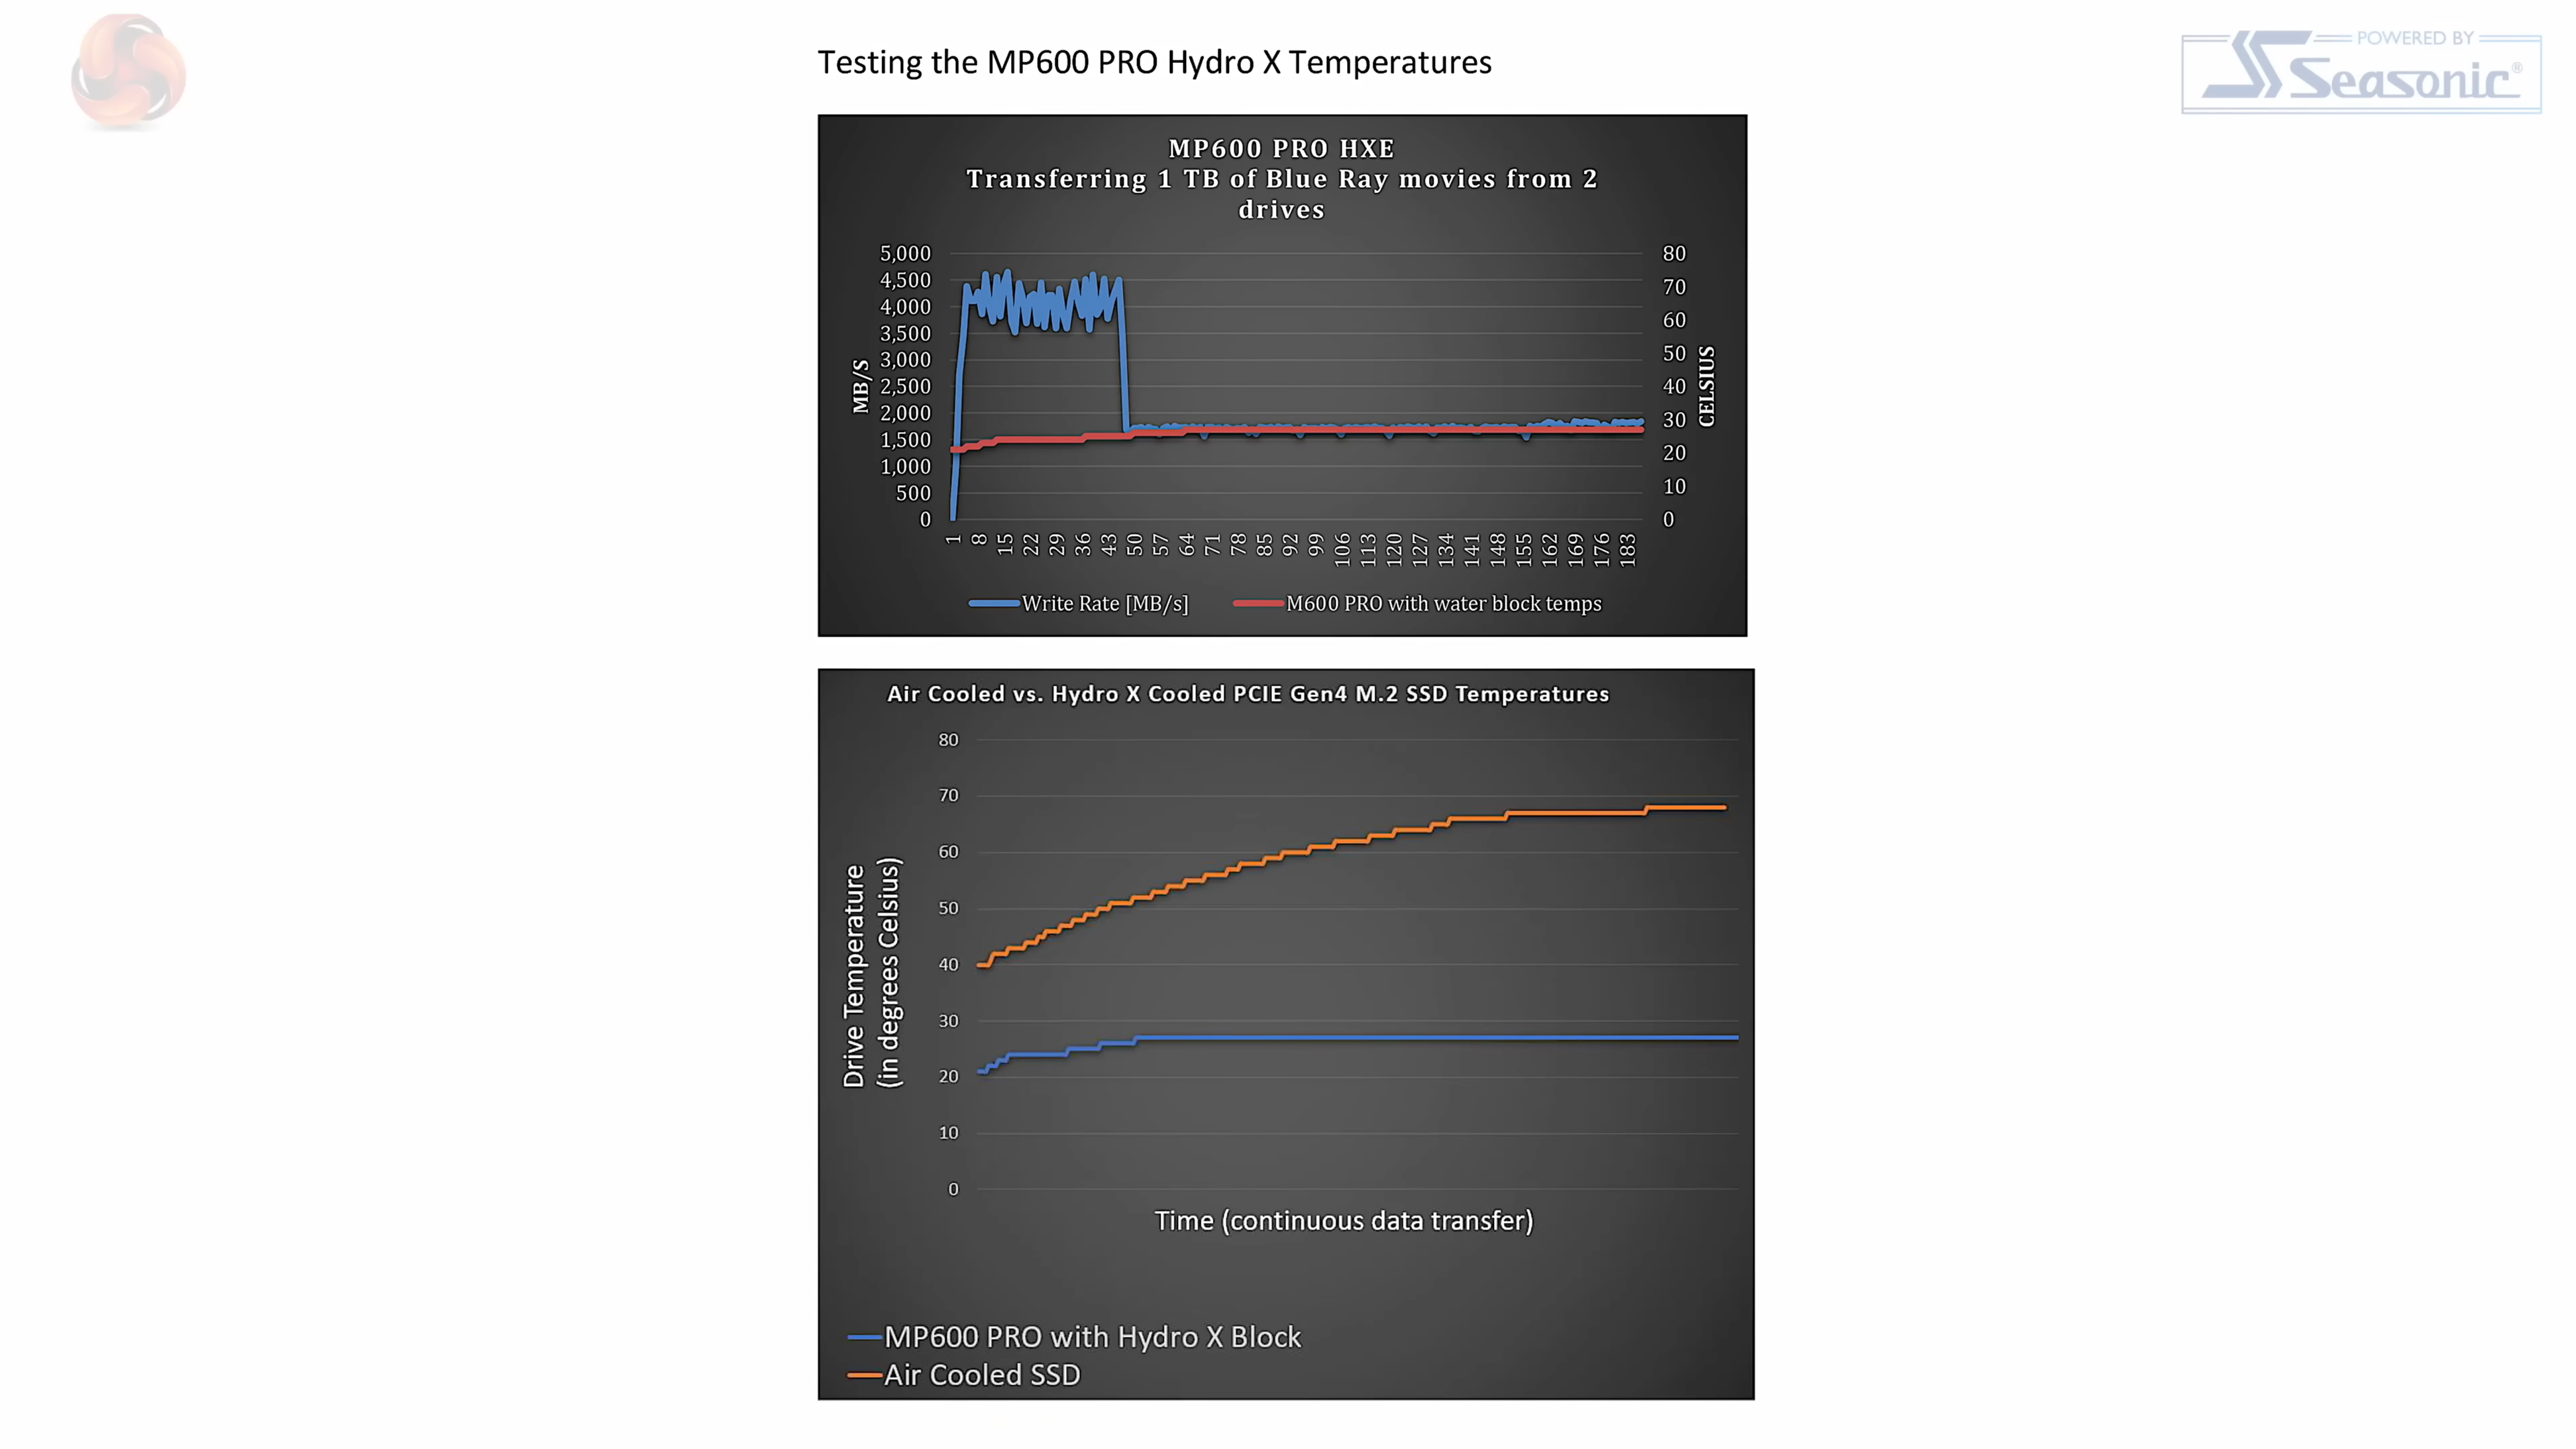 POWERED BY
Seasonic®
Testing the MP600 PRO Hydro X Temperatures
MP600 PRO HXE
Transferring 1 TB of Blue Ray movies from 2
drives
5,000
4,500
4,000
3,500
3,000
2,500
2,000
1,500
1,000
500
0
MB/S
80
70
60
50
40
30
20
10
0
CELSIUS
1 8 15 22 29 36 43 50 57 64 71 78 85 92 99 106 113 120 127 134 141 148 155 162 169 176 183
Write Rate [MB/s] M600 PRO with water block temps
Air Cooled vs. Hydro X Cooled PCIE Gen4 M.2 SSD Temperatures
80
70
60
50
40
30
20
10
0
Drive Temperature
(in degrees Celsius)
Time (continuous data transfer)
MP600 PRO with Hydro X Block
Air Cooled SSD